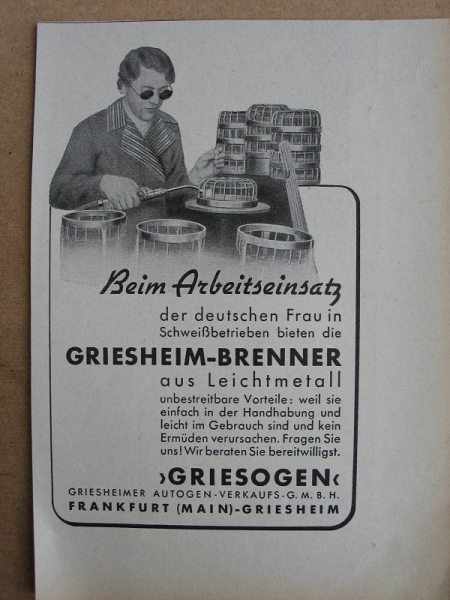 Beim Arbeitseinsatz
der deutschen Frau in
Schweißbetrieben bieten die
GRIESHEIM-BRENNER
aus Leichtmetall
unbestreitbare Vorteile: weil sie
einfach in der Handhabung und
leicht im Gebrauch sind und kein
Ermüden verursachen. Fragen Sie
uns! Wir beraten Sie bereitwilligst.
›GRIESOGEN‹
GRIESHEIMER AUTOGEN-VERKAUFS-G.M.B.H.
FRANKFURT (MAIN)-GRIESHEIM